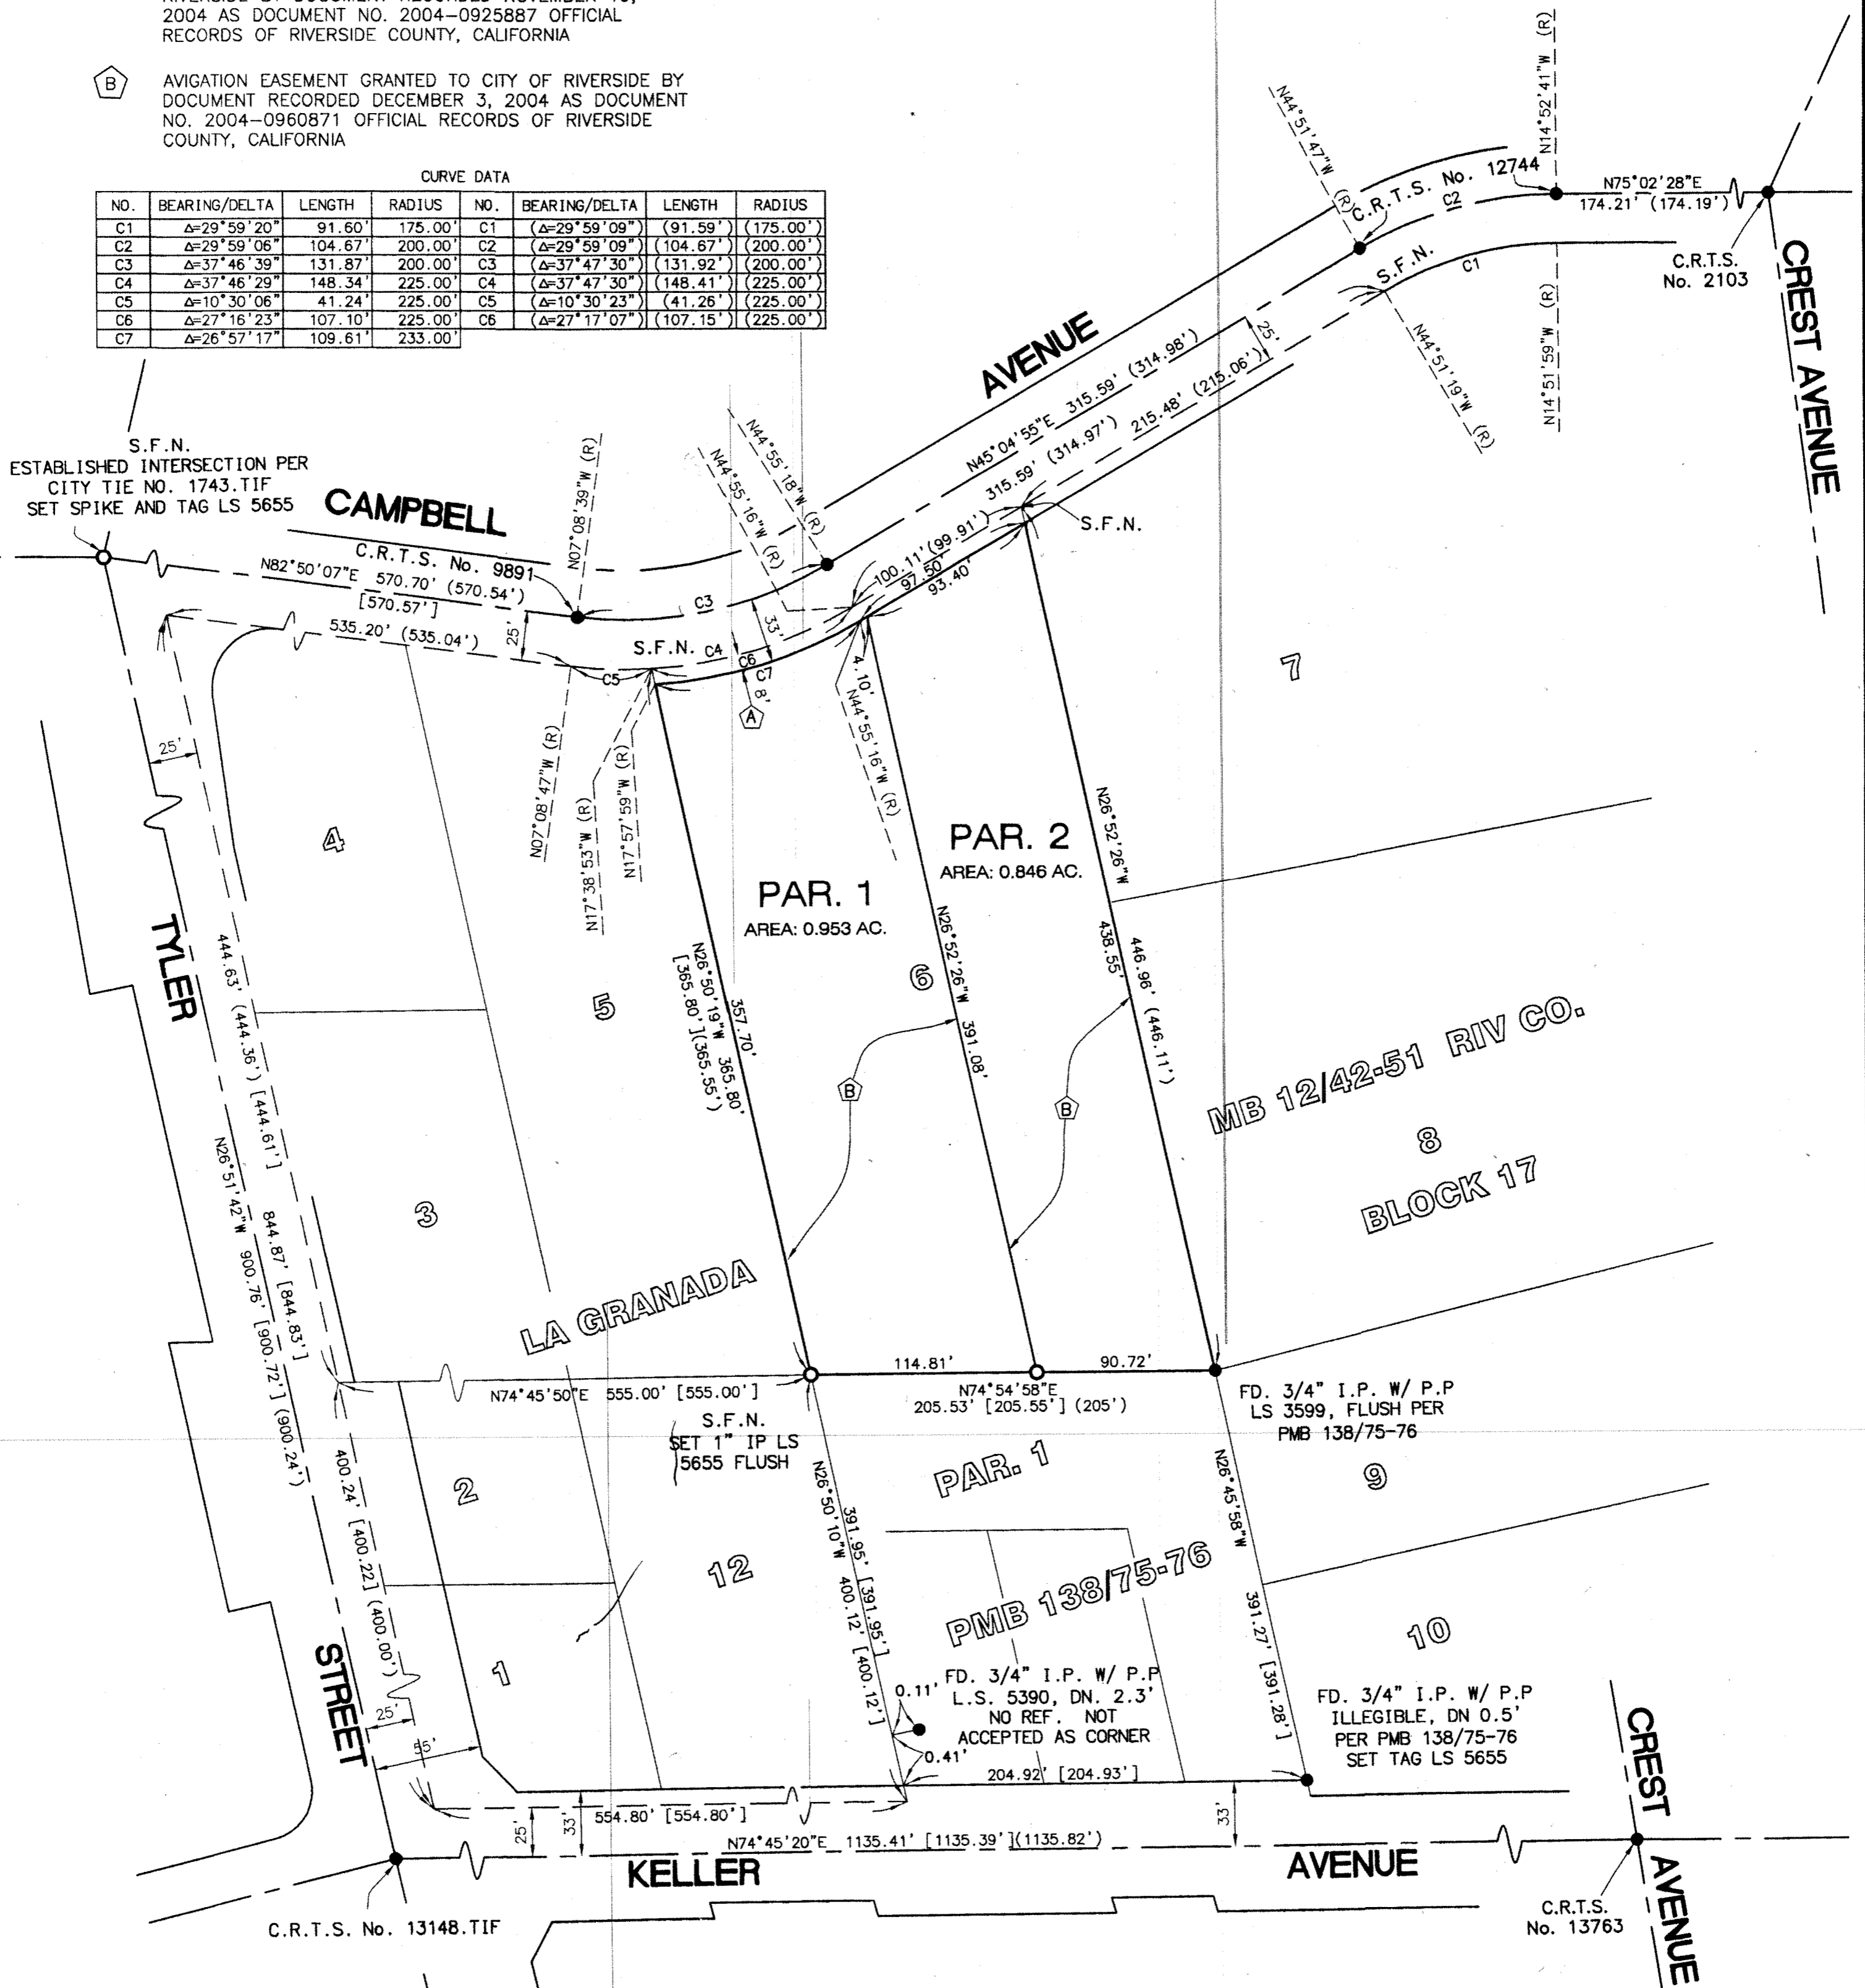 2004 AS DOCUMENT NO. 2004-0925887 OFFICIAL
RECORDS OF RIVERSIDE COUNTY, CALIFORNIA
B
AVIGATION EASEMENT GRANTED TO CITY OF RIVERSIDE BY
DOCUMENT RECORDED DECEMBER 3, 2004 AS DOCUMENT
NO. 2004-0960871 OFFICIAL RECORDS OF RIVERSIDE
COUNTY, CALIFORNIA
CURVE DATA
NO. BEARING/DELTA LENGTH RADIUS NO. BEARING/DELTA LENGTH RADIUS
C1 Δ=29°59'20" 91.60' 175.00' C1 (Δ=29°59'09") (91.59') (175.00')
C2 Δ=29°59'06" 104.67' 200.00' C2 (Δ=29°59'09") (104.67') (200.00')
C3 Δ=37°46'39" 131.87' 200.00' C3 (Δ=37°47'30") (131.92') (200.00')
C4 Δ=37°46'29" 148.34' 225.00' C4 (Δ=37°47'30") (148.41') (225.00')
C5 Δ=10°30'06" 41.24' 225.00' C5 (Δ=10°30'23") (41.26') (225.00')
C6 Δ=27°16'23" 107.10' 225.00' C6 (Δ=27°17'07") (107.15') (225.00')
C7 Δ=26°57'17" 109.61' 233.00'
N44°51'47"W (R)
N14°52'41"W (R)
C.R.T.S. No. 12744
C2
N75°02'28"E
174.21' (174.19')
C.R.T.S.
No. 2103
CREST AVENUE
S.F.N.
C1
N44°51'19"W (R)
N14°51'59"W (R)
AVENUE
25'
N45°04'55"E 315.59' (314.98')
315.59' (314.97')
215.48' (215.06')
S.F.N.
S.F.N.
ESTABLISHED INTERSECTION PER
CITY TIE NO. 1743.TIF
SET SPIKE AND TAG LS 5655
CAMPBELL
C.R.T.S. No. 9891
N82°50'07"E 570.70' (570.54')
[570.57']
535.20' (535.04')
25'
N07°08'39"W (R)
N44°55'18"W (R)
N44°55'16"W (R)
100.11' (99.91')
97.50'
93.40'
C3
33'
S.F.N.
C4
C6
C7
C5
8'
A
4.10'
N44°55'16"W (R)
N07°08'47"W (R)
N17°38'53"W (R)
N17°57'59"W (R)
25'
7
4
PAR. 1
AREA: 0.953 AC.
PAR. 2
AREA: 0.846 AC.
N26°52'26"W
438.55'
446.96' (446.11')
N26°52'26"W
391.08'
6
5
N26°50'19"W 365.80'
[365.80'](365.55')
357.70'
B
B
TYLER
444.63' (444.36') [444.61']
N26°51'42"W 900.76' [900.72'] (900.24')
844.87' [844.83']
3
MB 12/42-51 RIV CO.
8
BLOCK 17
LA GRANADA
N74°45'50"E 555.00' [555.00']
114.81'
90.72'
N74°54'58"E
205.53' [205.55'] (205')
S.F.N.
SET 1" IP LS
5655 FLUSH
FD. 3/4" I.P. W/ P.P
LS 3599, FLUSH PER
PMB 138/75-76
2
400.24' [400.22] (400.00')
N26°50'10"W 400.12' [400.12']
391.95' [391.95']
PAR. 1
9
N26°45'58"W
391.27' [391.28']
12
PMB 138/75-76
10
1
STREET
25'
55'
0.11'
0.41'
FD. 3/4" I.P. W/ P.P
L.S. 5390, DN. 2.3'
NO REF. NOT
ACCEPTED AS CORNER
FD. 3/4" I.P. W/ P.P
ILLEGIBLE, DN 0.5'
PER PMB 138/75-76
SET TAG LS 5655
204.92' [204.93']
554.80' [554.80']
25'
33'
33'
N74°45'20"E 1135.41' [1135.39'](1135.82')
KELLER
AVENUE
C.R.T.S. No. 13148.TIF
C.R.T.S.
No. 13763
CREST AVENUE